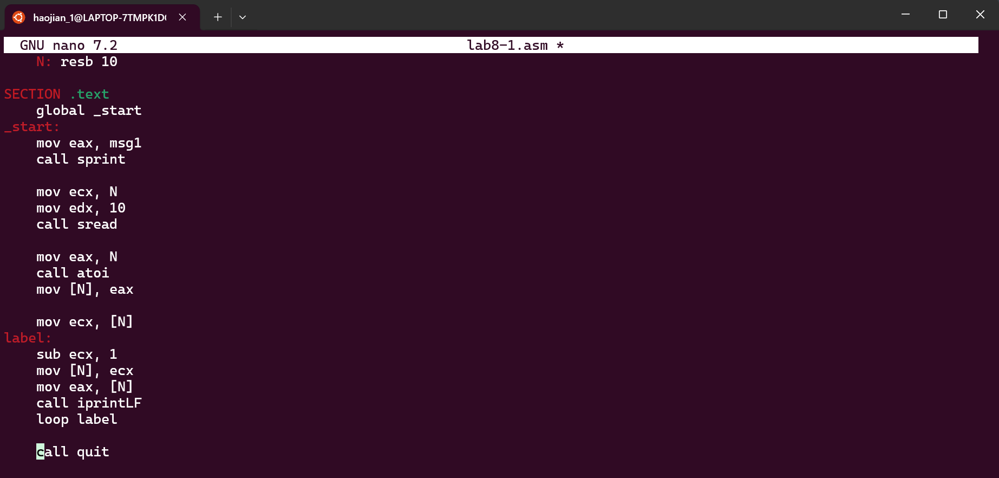 haojian_1@LAPTOP-7TMPK1D
GNU nano 7.2 lab8-1.asm *
N: resb 10
SECTION .text
global _start
_start:
mov eax, msg1
call sprint
mov ecx, N
mov edx, 10
call sread
mov eax, N
call atoi
mov [N], eax
mov ecx, [N]
label:
sub ecx, 1
mov [N], ecx
mov eax, [N]
call iprintLF
loop label
call quit